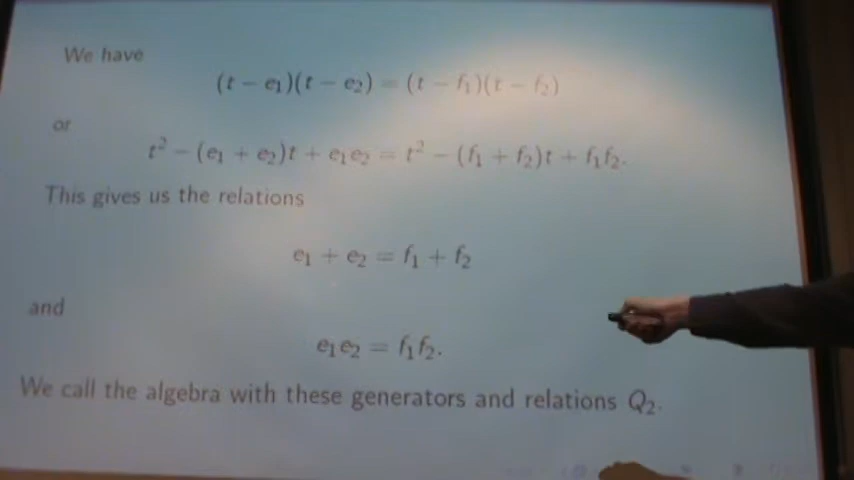 We have
(t − e₁)(t − e₂) = (t − f₁)(t − f₂)
or
t² − (e₁ + e₂)t + e₁e₂ = t² − (f₁ + f₂)t + f₁f₂.
This gives us the relations
e₁ + e₂ = f₁ + f₂
and
e₁e₂ = f₁f₂.
We call the algebra with these generators and relations Q₂.